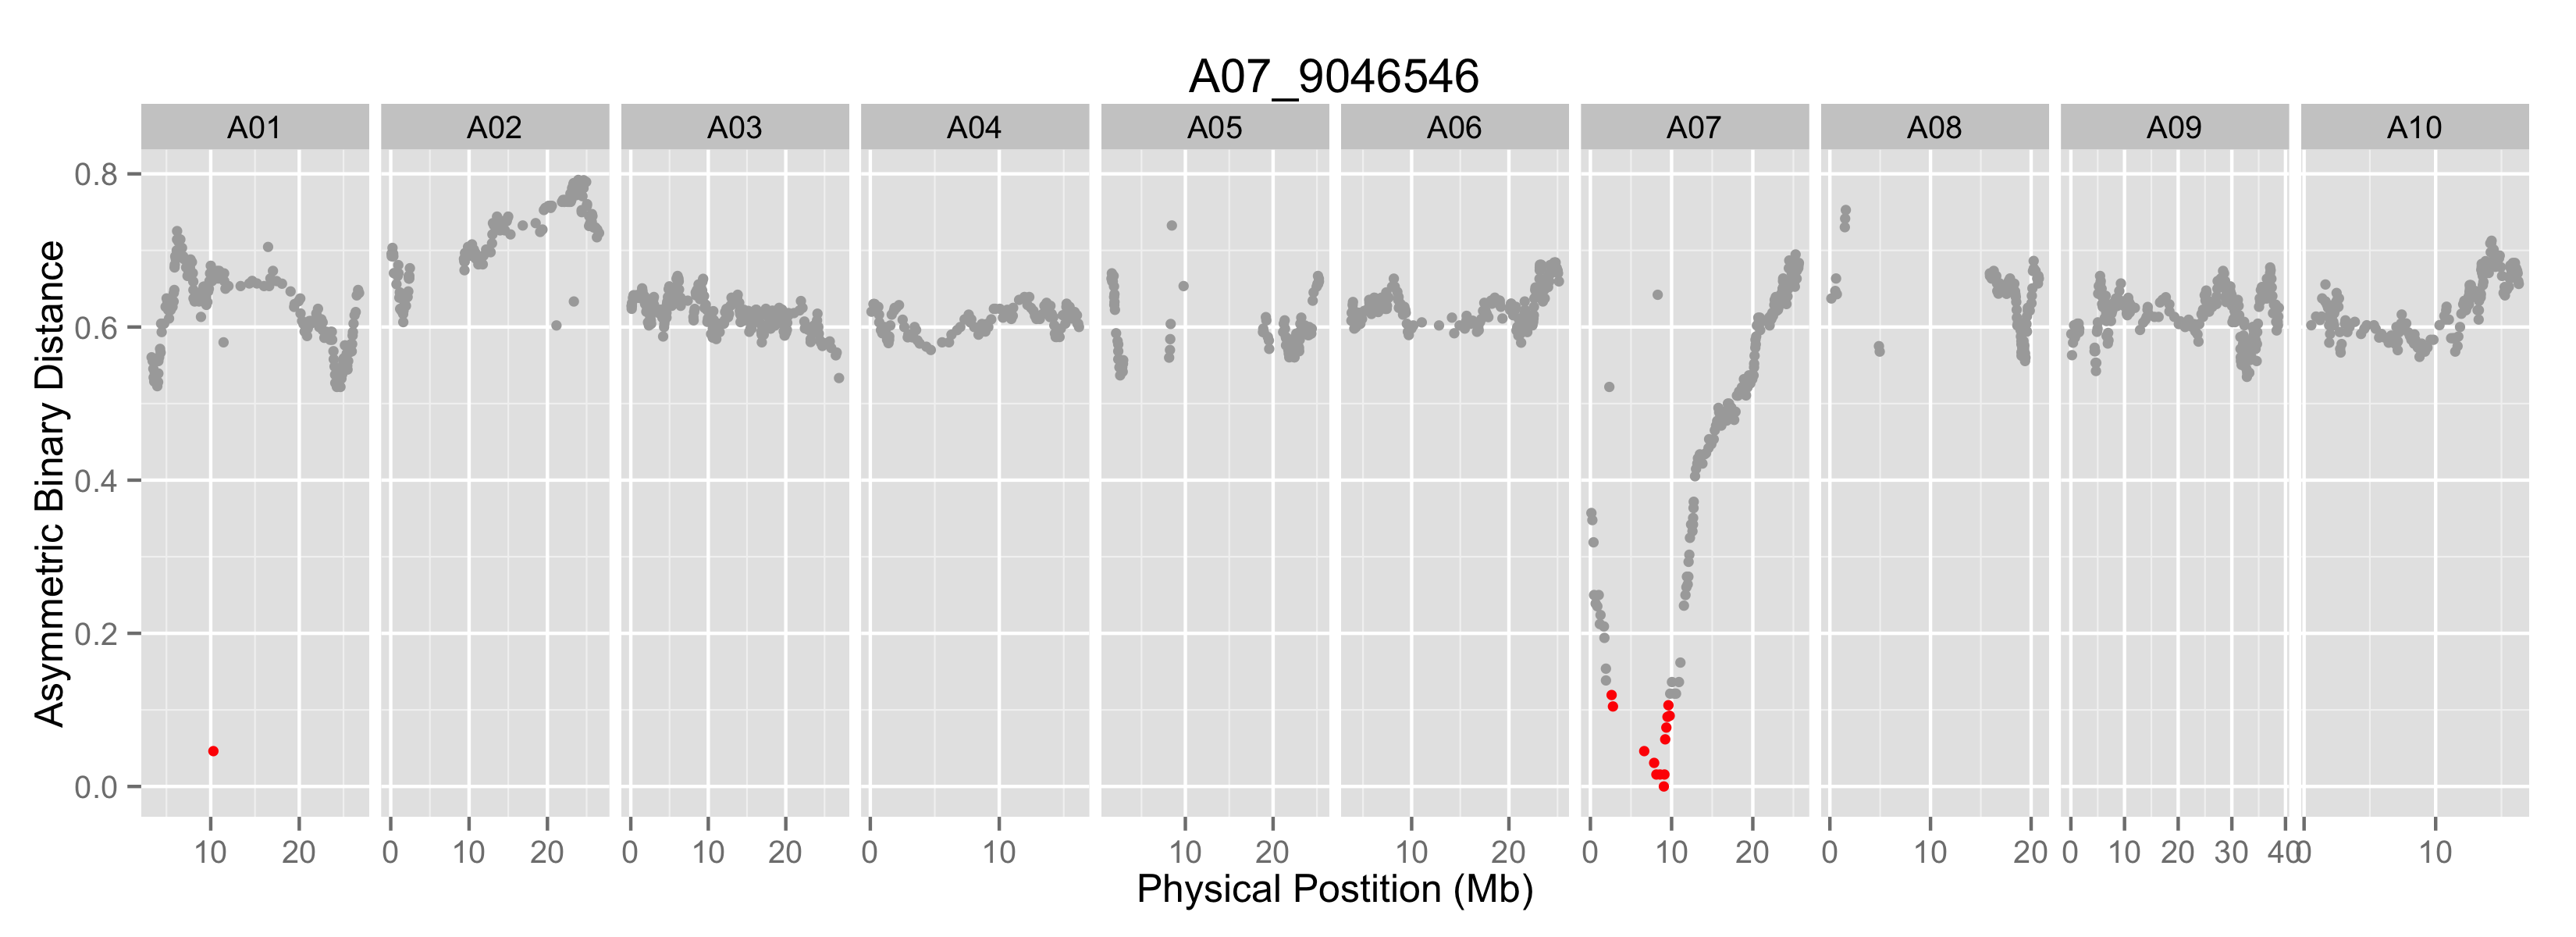 A07_9046546
A01 A02 A03 A04 A05 A06 A07 A08 A09 A10
Asymmetric Binary Distance
0.8
0.6
0.4
0.2
0.0
10 20 0 10 20 0 10 20 0 10 10 20 10 20 0 10 20 0 10 20 0 10 20 30 40 0 10
Physical Postition (Mb)